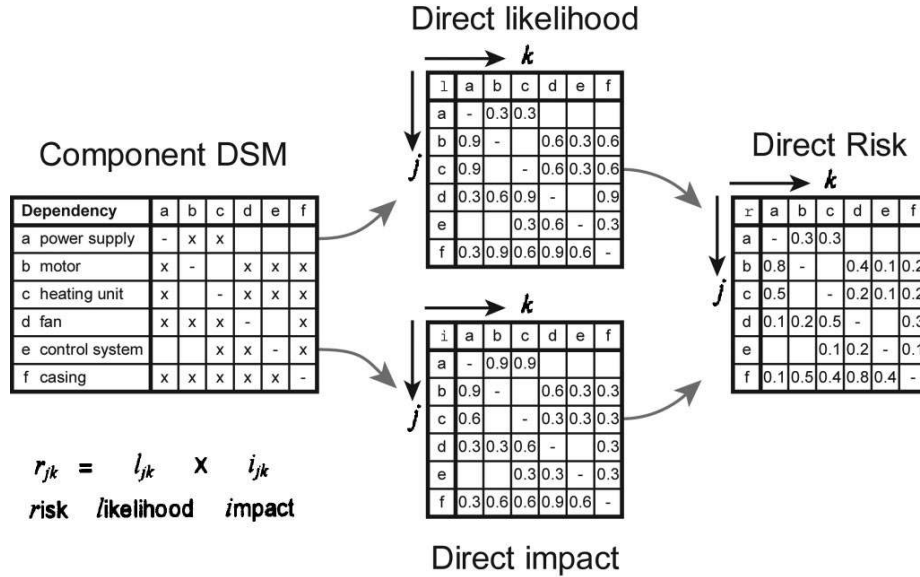 Direct likelihood
k
j
l a b c d e f
a - 0.3 0.3
b 0.9 - 0.6 0.3 0.6
c 0.9 - 0.6 0.3 0.6
d 0.3 0.6 0.9 - 0.9
e 0.3 0.6 - 0.3
f 0.3 0.9 0.6 0.9 0.6 -
Component DSM
Dependency a b c d e f
a power supply - x x
b motor x - x x x
c heating unit x - x x x
d fan x x x - x
e control system x x - x
f casing x x x x x -
Direct Risk
k
j
r a b c d e f
a - 0.3 0.3
b 0.8 - 0.4 0.1 0.2
c 0.5 - 0.2 0.1 0.2
d 0.1 0.2 0.5 - 0.3
e 0.1 0.2 - 0.1
f 0.1 0.5 0.4 0.8 0.4 -
k
j
i a b c d e f
a - 0.9 0.9
b 0.9 - 0.6 0.3 0.3
c 0.6 - 0.3 0.3 0.3
d 0.3 0.3 0.6 - 0.3
e 0.3 0.3 - 0.3
f 0.3 0.6 0.6 0.9 0.6 -
Direct impact
r_jk = l_jk X i_jk
risk likelihood impact